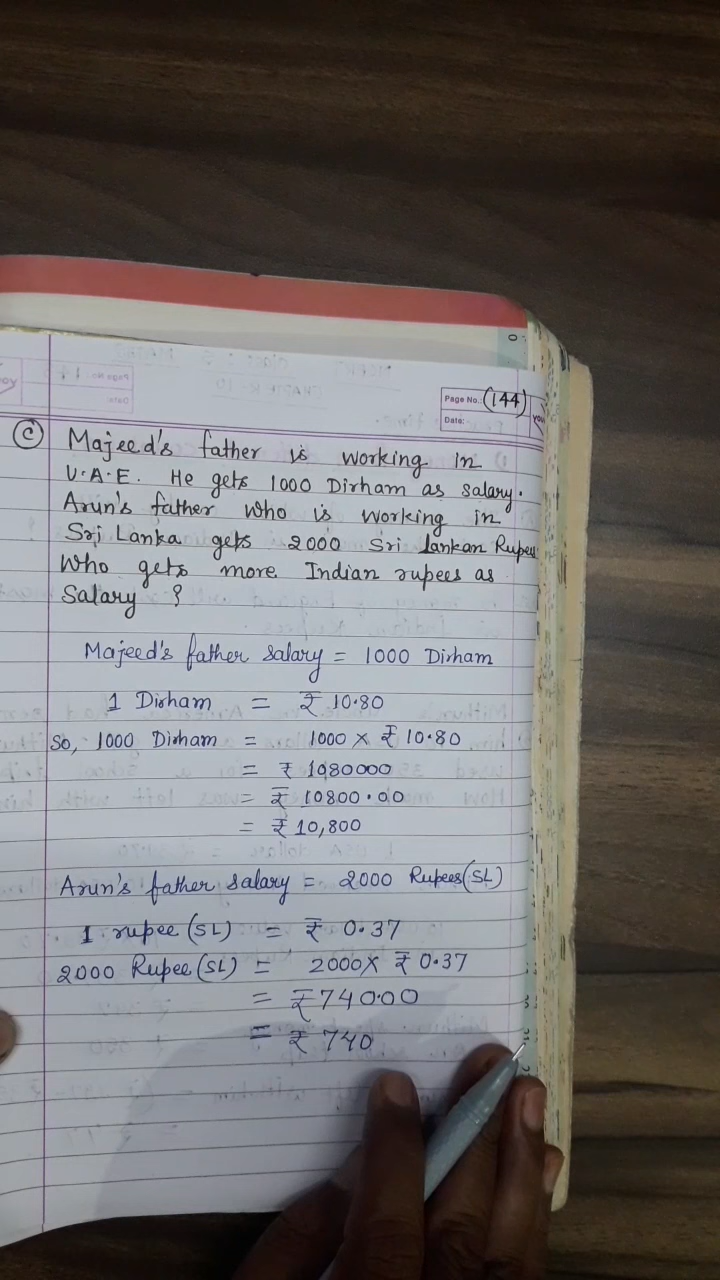 Page No.: 144
Date:
YOU
C Majeed's father is working in
U.A.E. He gets 1000 Dirham as salary.
Arun's father who is working in
Sri Lanka gets 2000 Sri Lankan Rupees
Who gets more Indian rupees as
Salary ?
Majeed's father salary = 1000 Dirham
1 Dirham = ₹ 10.80
So, 1000 Dirham = 1000 × ₹ 10.80
= ₹ 1080000
= ₹ 10800.00
= ₹ 10,800
Arun's father salary = 2000 Rupees (SL)
1 rupee (SL) = ₹ 0.37
2000 Rupee (SL) = 2000 × ₹ 0.37
= ₹ 740.00
= ₹ 740